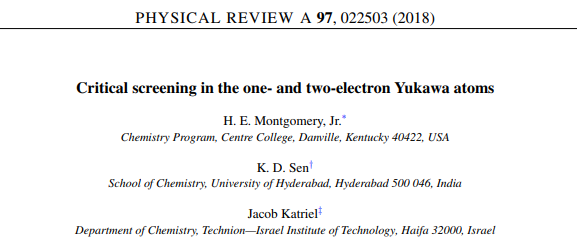 PHYSICAL REVIEW A 97, 022503 (2018)
Critical screening in the one- and two-electron Yukawa atoms
H. E. Montgomery, Jr.*
Chemistry Program, Centre College, Danville, Kentucky 40422, USA
K. D. Sen†
School of Chemistry, University of Hyderabad, Hyderabad 500 046, India
Jacob Katriel‡
Department of Chemistry, Technion—Israel Institute of Technology, Haifa 32000, Israel